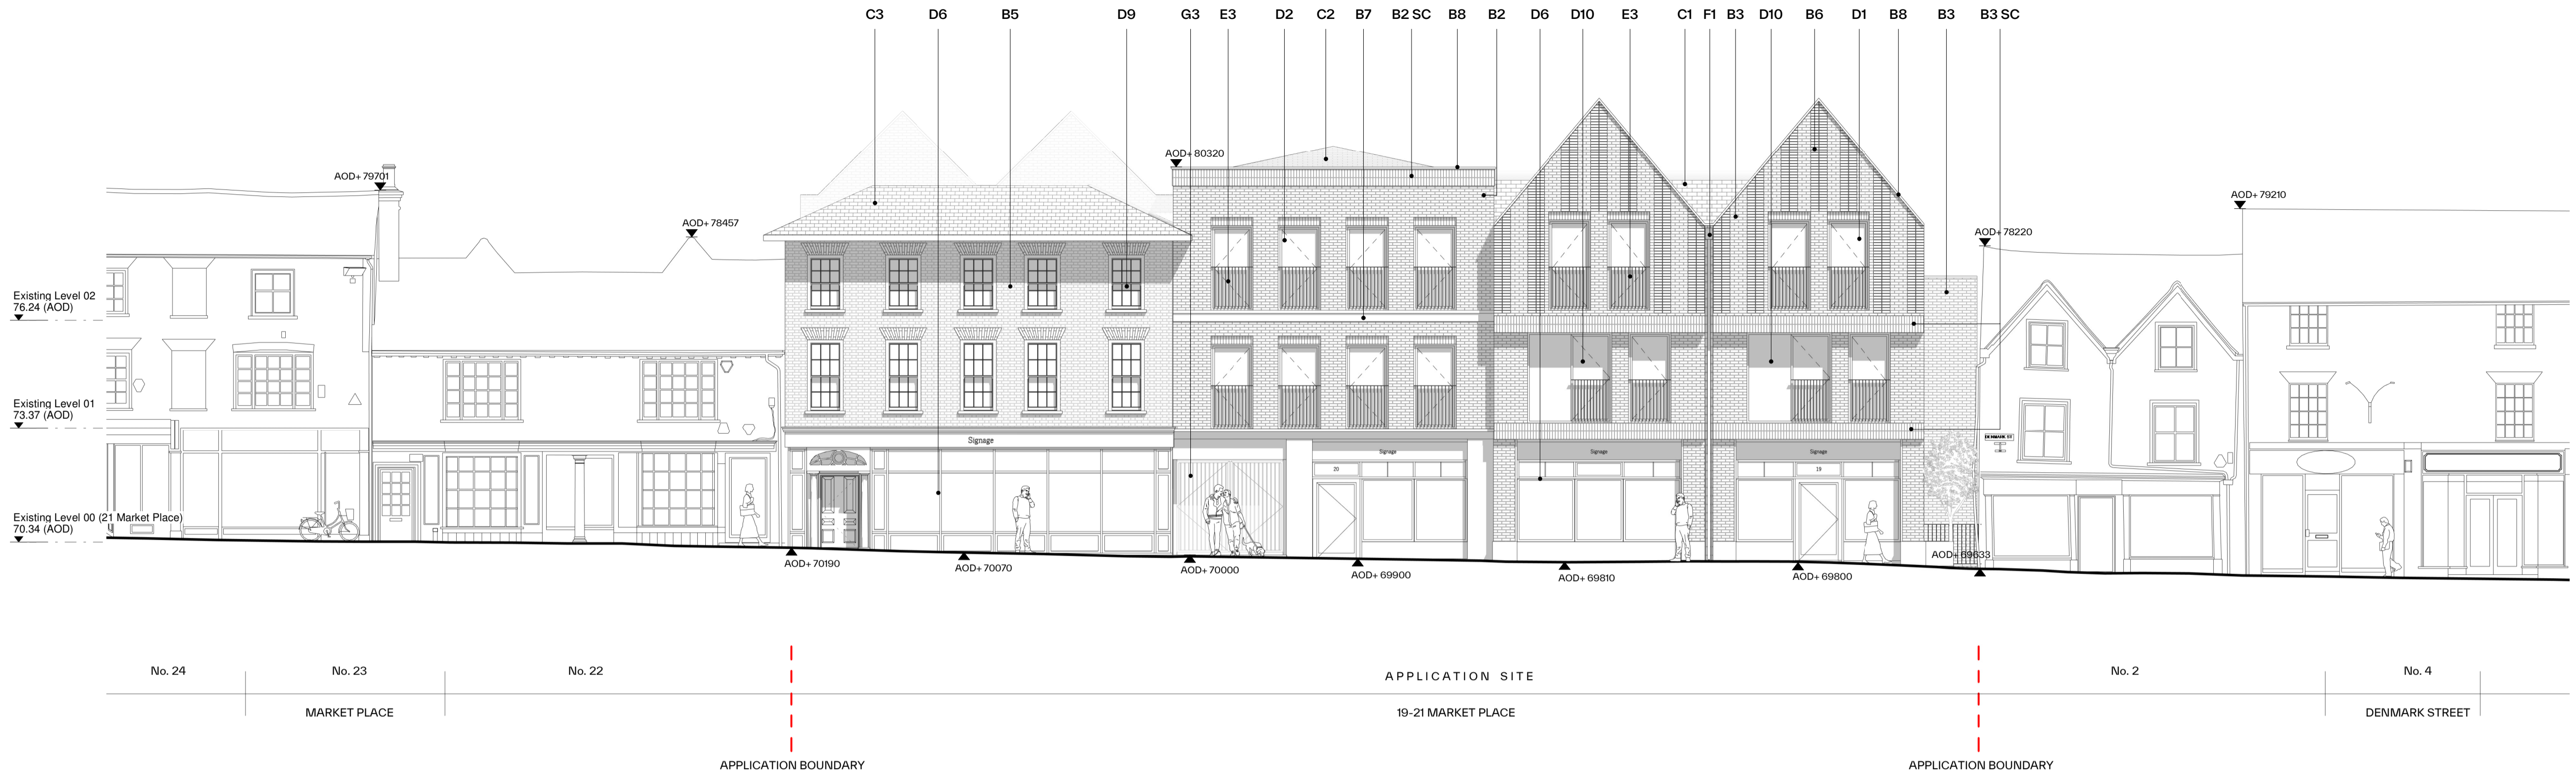 C3 D6 B5 D9 G3 E3 D2 C2 B7 B2 SC B8 B2 D6 D10 E3 C1 F1 B3 D10 B6 D1 B8 B3 B3 SC
AOD+ 80320
AOD+ 79701
AOD+ 79210
AOD+ 78457
AOD+ 78220
Existing Level 02
76.24 (AOD)
Existing Level 01
73.37 (AOD)
Signage
DENMARK ST
Signage
Signage
Signage
20
19
Existing Level 00 (21 Market Place)
70.34 (AOD)
AOD+ 69633
AOD+ 70190
AOD+ 70070
AOD+ 70000
AOD+ 69900
AOD+ 69810
AOD+ 69800
No. 24
No. 23
No. 22
APPLICATION SITE
No. 2
No. 4
MARKET PLACE
19-21 MARKET PLACE
DENMARK STREET
APPLICATION BOUNDARY
APPLICATION BOUNDARY